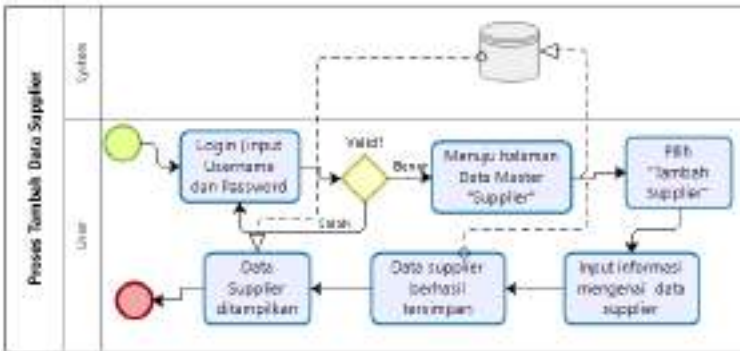 Proses Tambah Data Supplier
System
User
Login (input
Username
dan Password
Valid?
Benar
Salah
Menuju halaman
Data Master
"Supplier"
Pilih
"Tambah
Supplier"
Input informasi
mengenai data
supplier
Data supplier
berhasil
tersimpan
Data
Supplier
ditampilkan